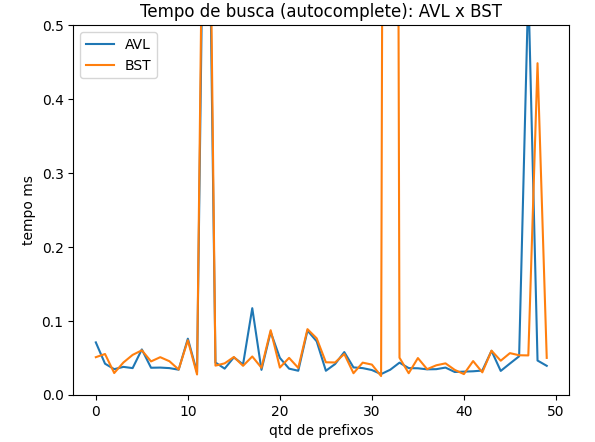 Tempo de busca (autocomplete): AVL x BST
AVL
BST
tempo ms
0.5
0.4
0.3
0.2
0.1
0.0
0 10 20 30 40 50
qtd de prefixos